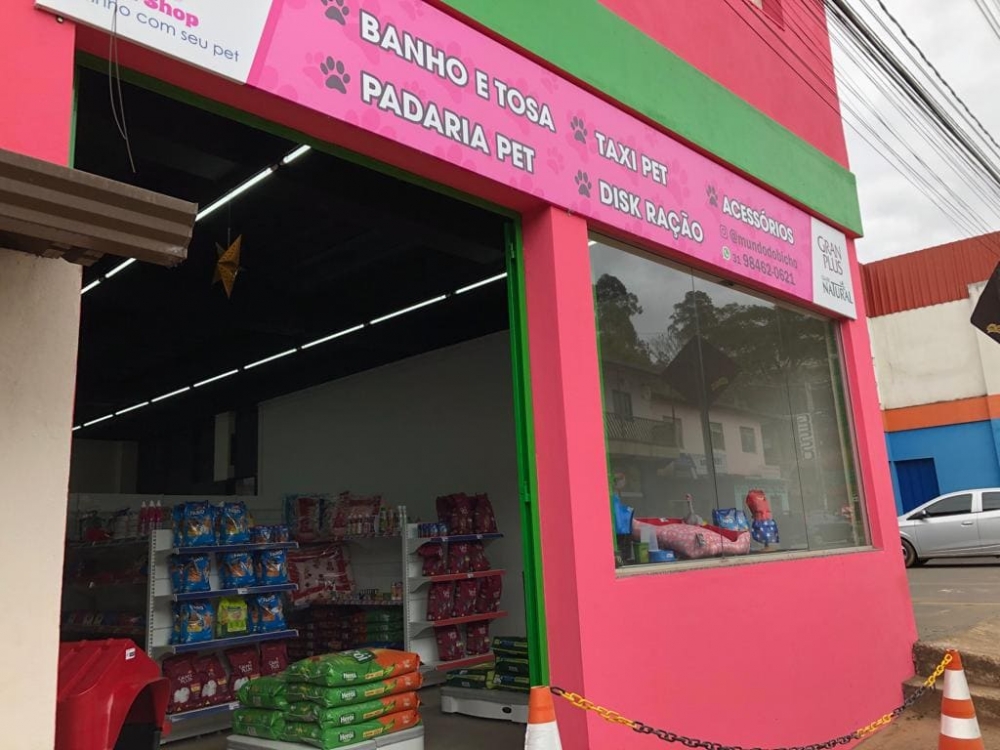 Shop
com seu pet
BANHO E TOSA
PADARIA PET
TAXI PET
DISK RAÇÃO
ACESSÓRIOS
@mundodobicho
31 98462-0621
GRAN
PLUS
NATURAL